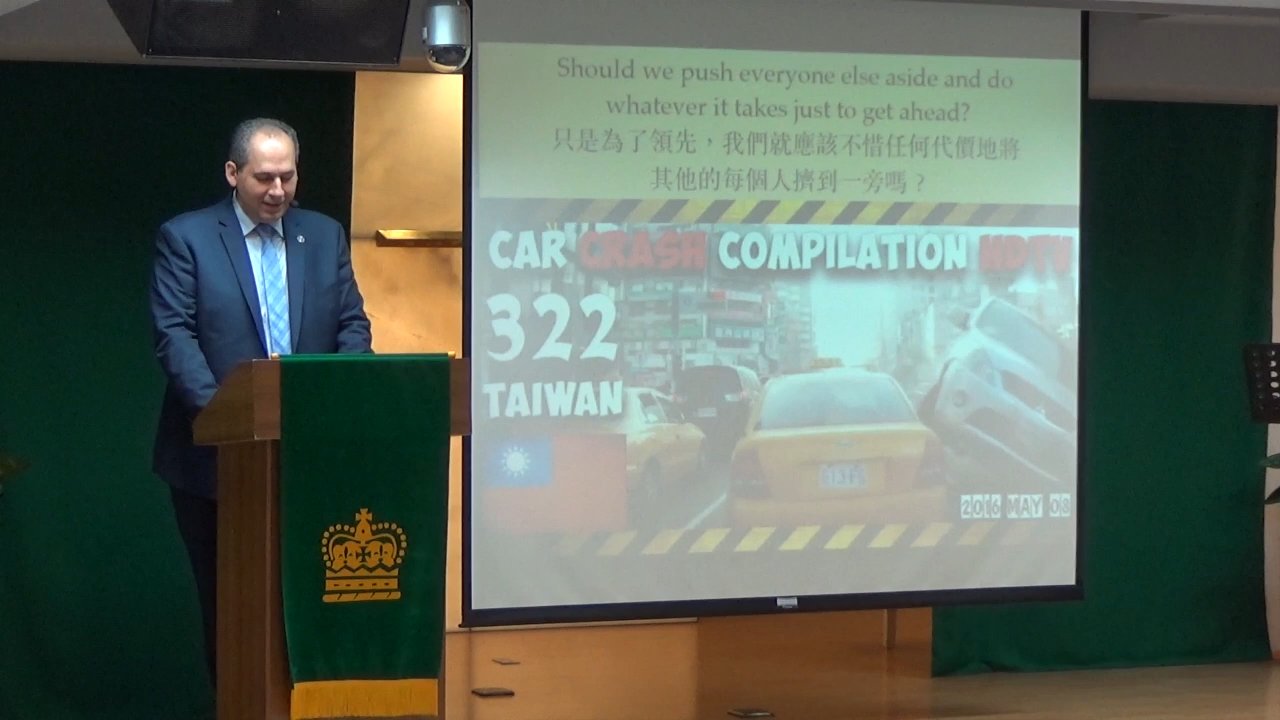 Should we push everyone else aside and do
whatever it takes just to get ahead?
只是為了領先，我們就應該不惜任何代價地將
其他的每個人擠到一旁嗎？
CAR CRASH COMPILATION HDTV
322
TAIWAN
2016 MAY 08